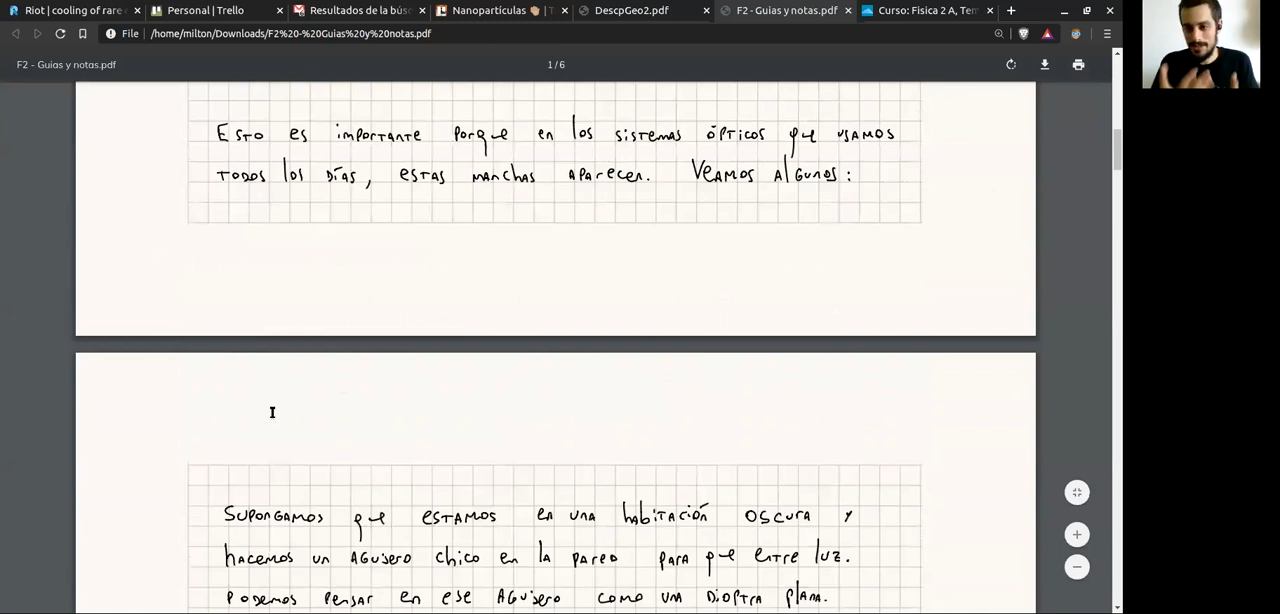 Riot | cooling of rare e
Personal | Trello
Resultados de la bús
Nanopartículas 👏 | T
DescpGeo2.pdf
F2 - Guias y notas.pdf
Curso: Fisica 2 A, Tem
File
/home/milton/Downloads/F2%20-%20Guias%20y%20notas.pdf
F2 - Guias y notas.pdf
1 / 6
Esto es importante porque en los sistemas ópticos que usamos
todos los días, estas manchas aparecen. Veamos algunos:
Supongamos que estamos en una habitación oscura y
hacemos un agujero chico en la pared para que entre luz.
Podemos pensar en ese agujero como una dioptra plana.